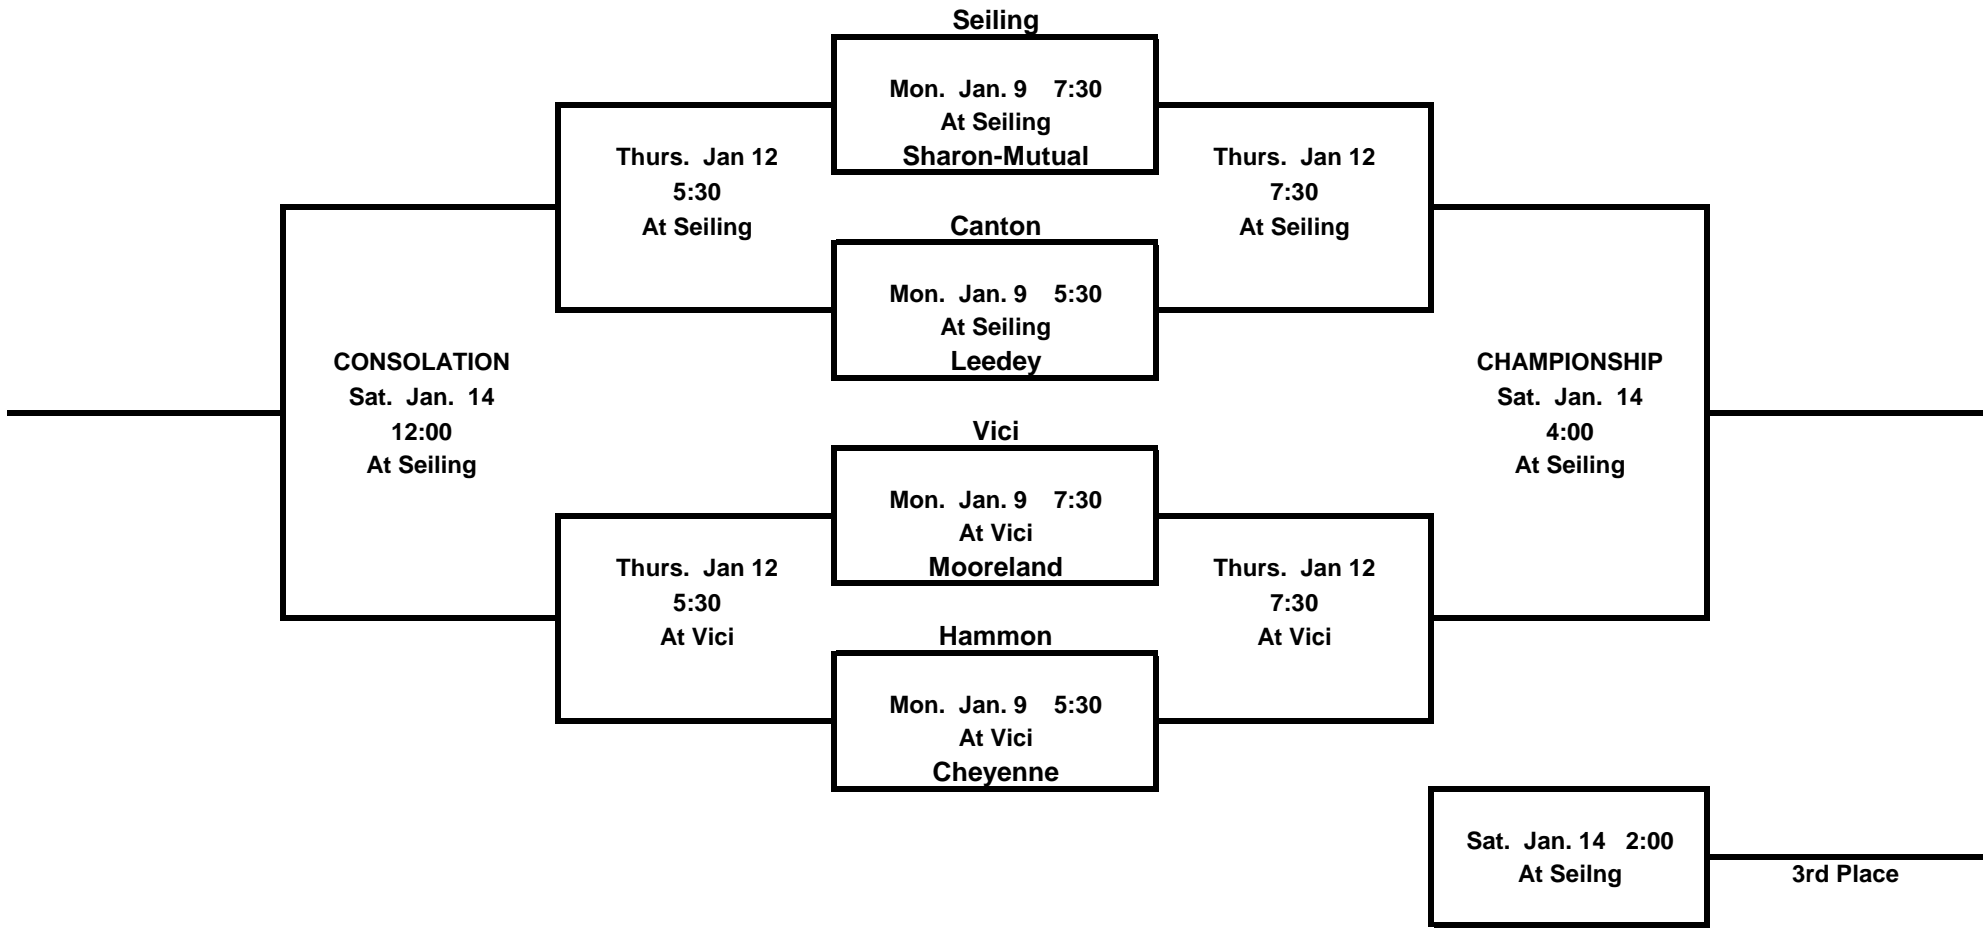 Seiling
Mon. Jan. 9 7:30
At Seiling
Sharon-Mutual
Thurs. Jan 12
5:30
At Seiling
Thurs. Jan 12
7:30
At Seiling
Canton
Mon. Jan. 9 5:30
At Seiling
Leedey
CONSOLATION
Sat. Jan. 14
12:00
At Seiling
CHAMPIONSHIP
Sat. Jan. 14
4:00
At Seiling
Vici
Mon. Jan. 9 7:30
At Vici
Mooreland
Thurs. Jan 12
5:30
At Vici
Thurs. Jan 12
7:30
At Vici
Hammon
Mon. Jan. 9 5:30
At Vici
Cheyenne
Sat. Jan. 14 2:00
At Seilng
3rd Place